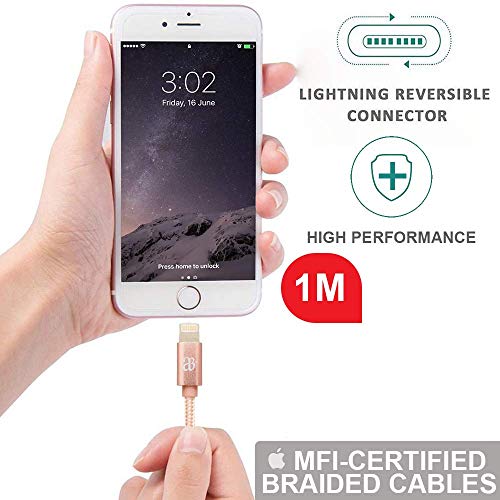 3:02
Friday, 16 June
Press home to unlock
LIGHTNING REVERSIBLE
CONNECTOR
HIGH PERFORMANCE
1M
MFI-CERTIFIED
BRAIDED CABLES